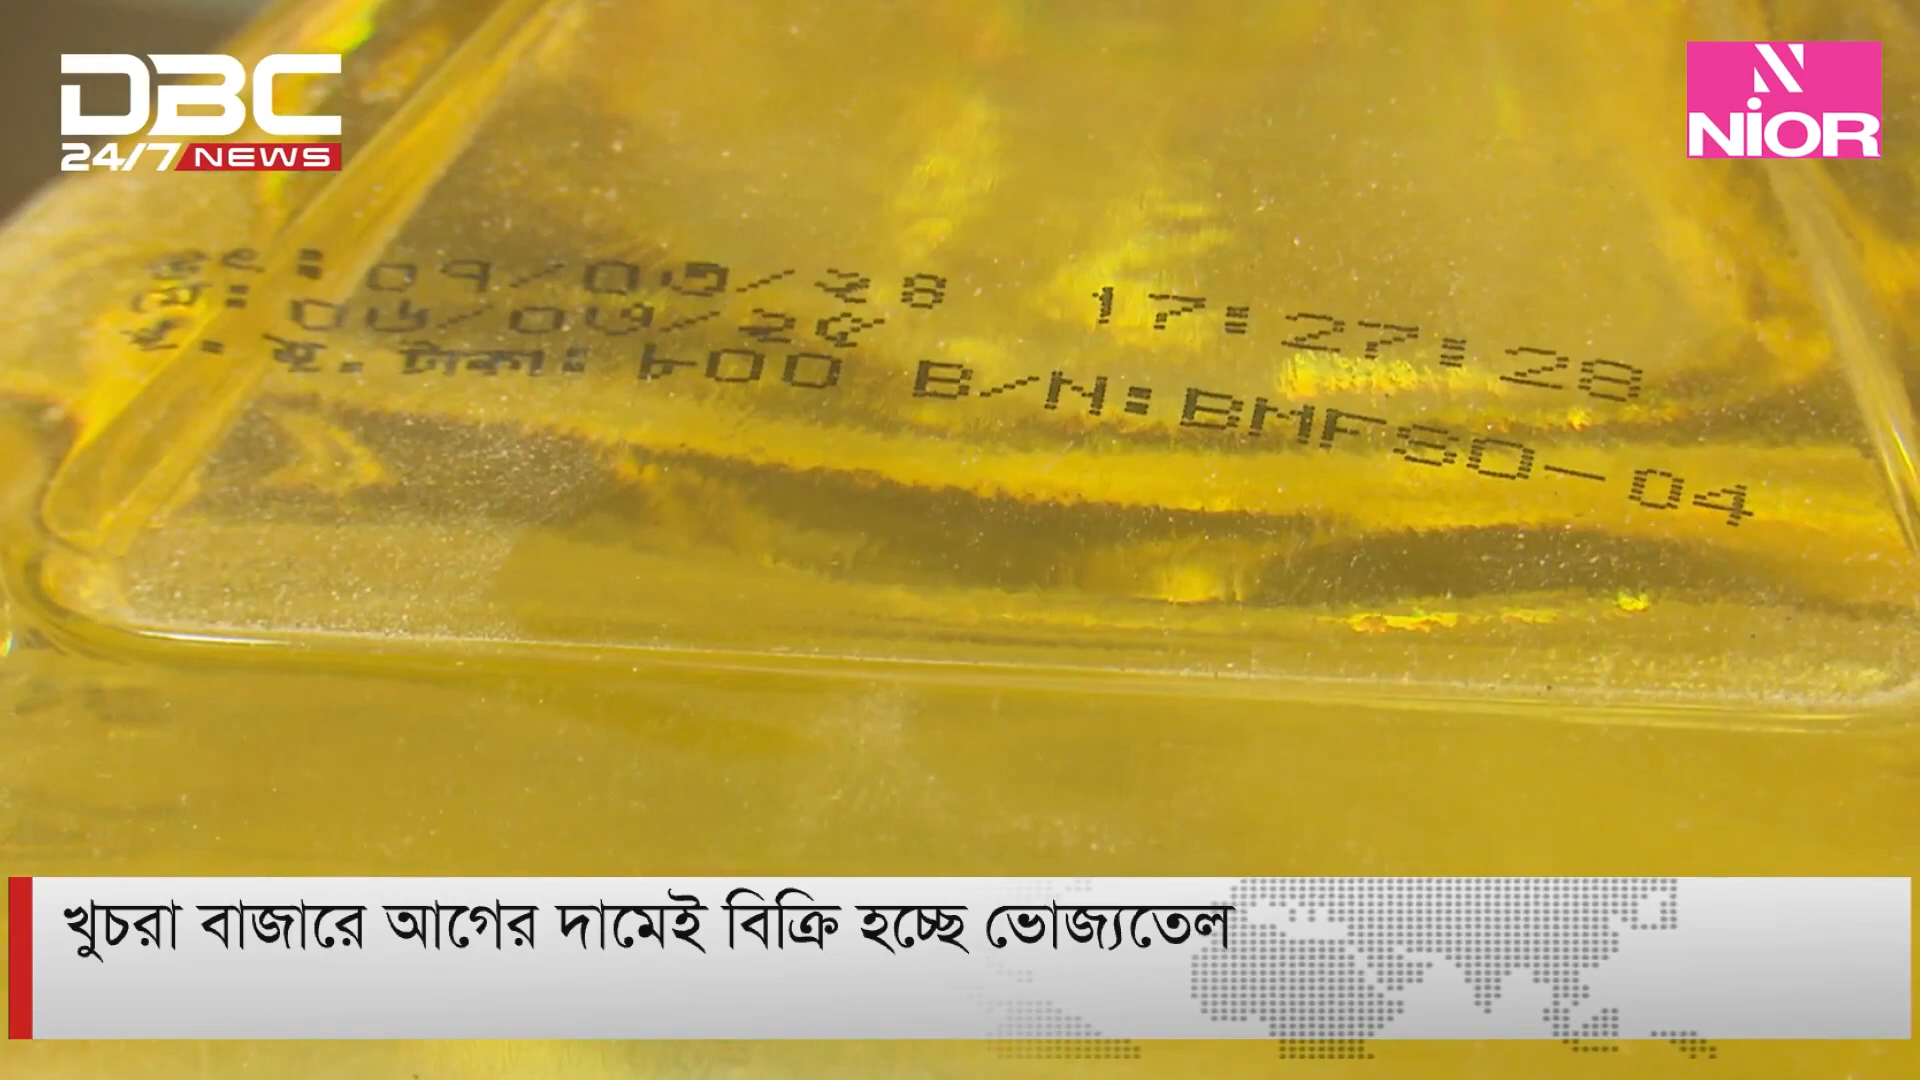 DBC
24/7 NEWS
N
NiOR
উৎ: ০৭/০৩/২৪ 17:27:28
মে: ০৬/০৩/২৫
স. খু. টাকা: ৮০০ B/N:BMF80-04
খুচরা বাজারে আগের দামেই বিক্রি হচ্ছে ভোজ্যতেল